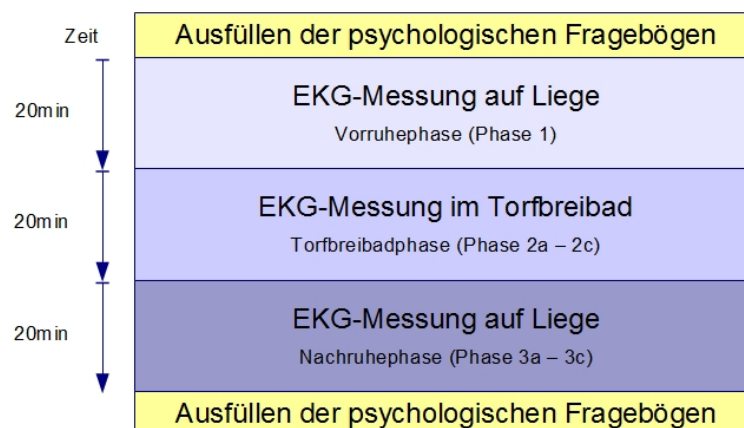 Zeit
Ausfüllen der psychologischen Fragebögen
20min
EKG-Messung auf Liege
Vorruhephase (Phase 1)
20min
EKG-Messung im Torfbreibad
Torfbreibadphase (Phase 2a – 2c)
20min
EKG-Messung auf Liege
Nachruhephase (Phase 3a – 3c)
Ausfüllen der psychologischen Fragebögen